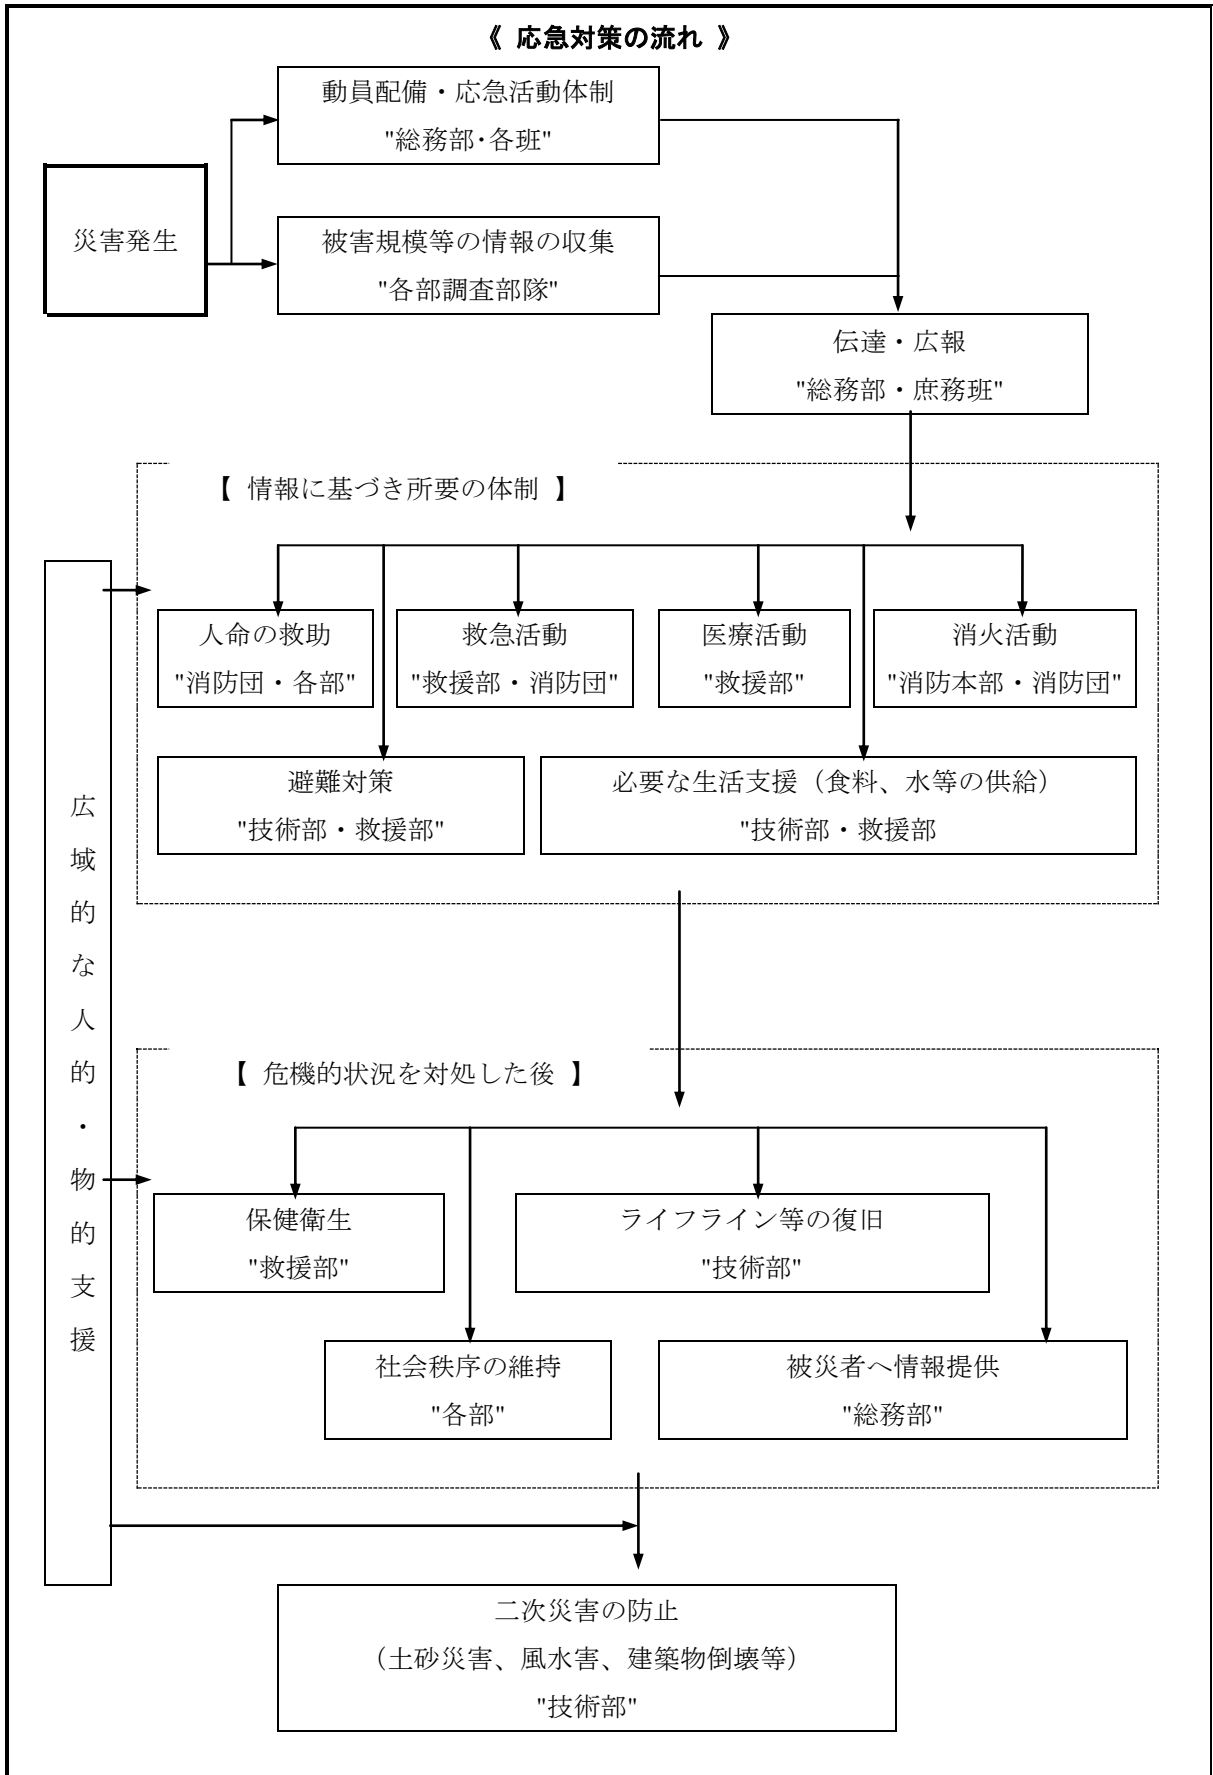 《 応急対策の流れ 》
動員配備・応急活動体制
"総務部･各班"
災害発生
被害規模等の情報の収集
"各部調査部隊"
伝達・広報
"総務部・庶務班"
【 情報に基づき所要の体制 】
人命の救助
"消防団・各部"
救急活動
"救援部・消防団"
医療活動
"救援部"
消火活動
"消防本部・消防団"
避難対策
"技術部・救援部"
必要な生活支援（食料、水等の供給）
"技術部・救援部
広域的な人的・物的支援
【 危機的状況を対処した後 】
保健衛生
"救援部"
ライフライン等の復旧
"技術部"
社会秩序の維持
"各部"
被災者へ情報提供
"総務部"
二次災害の防止
（土砂災害、風水害、建築物倒壊等）
"技術部"